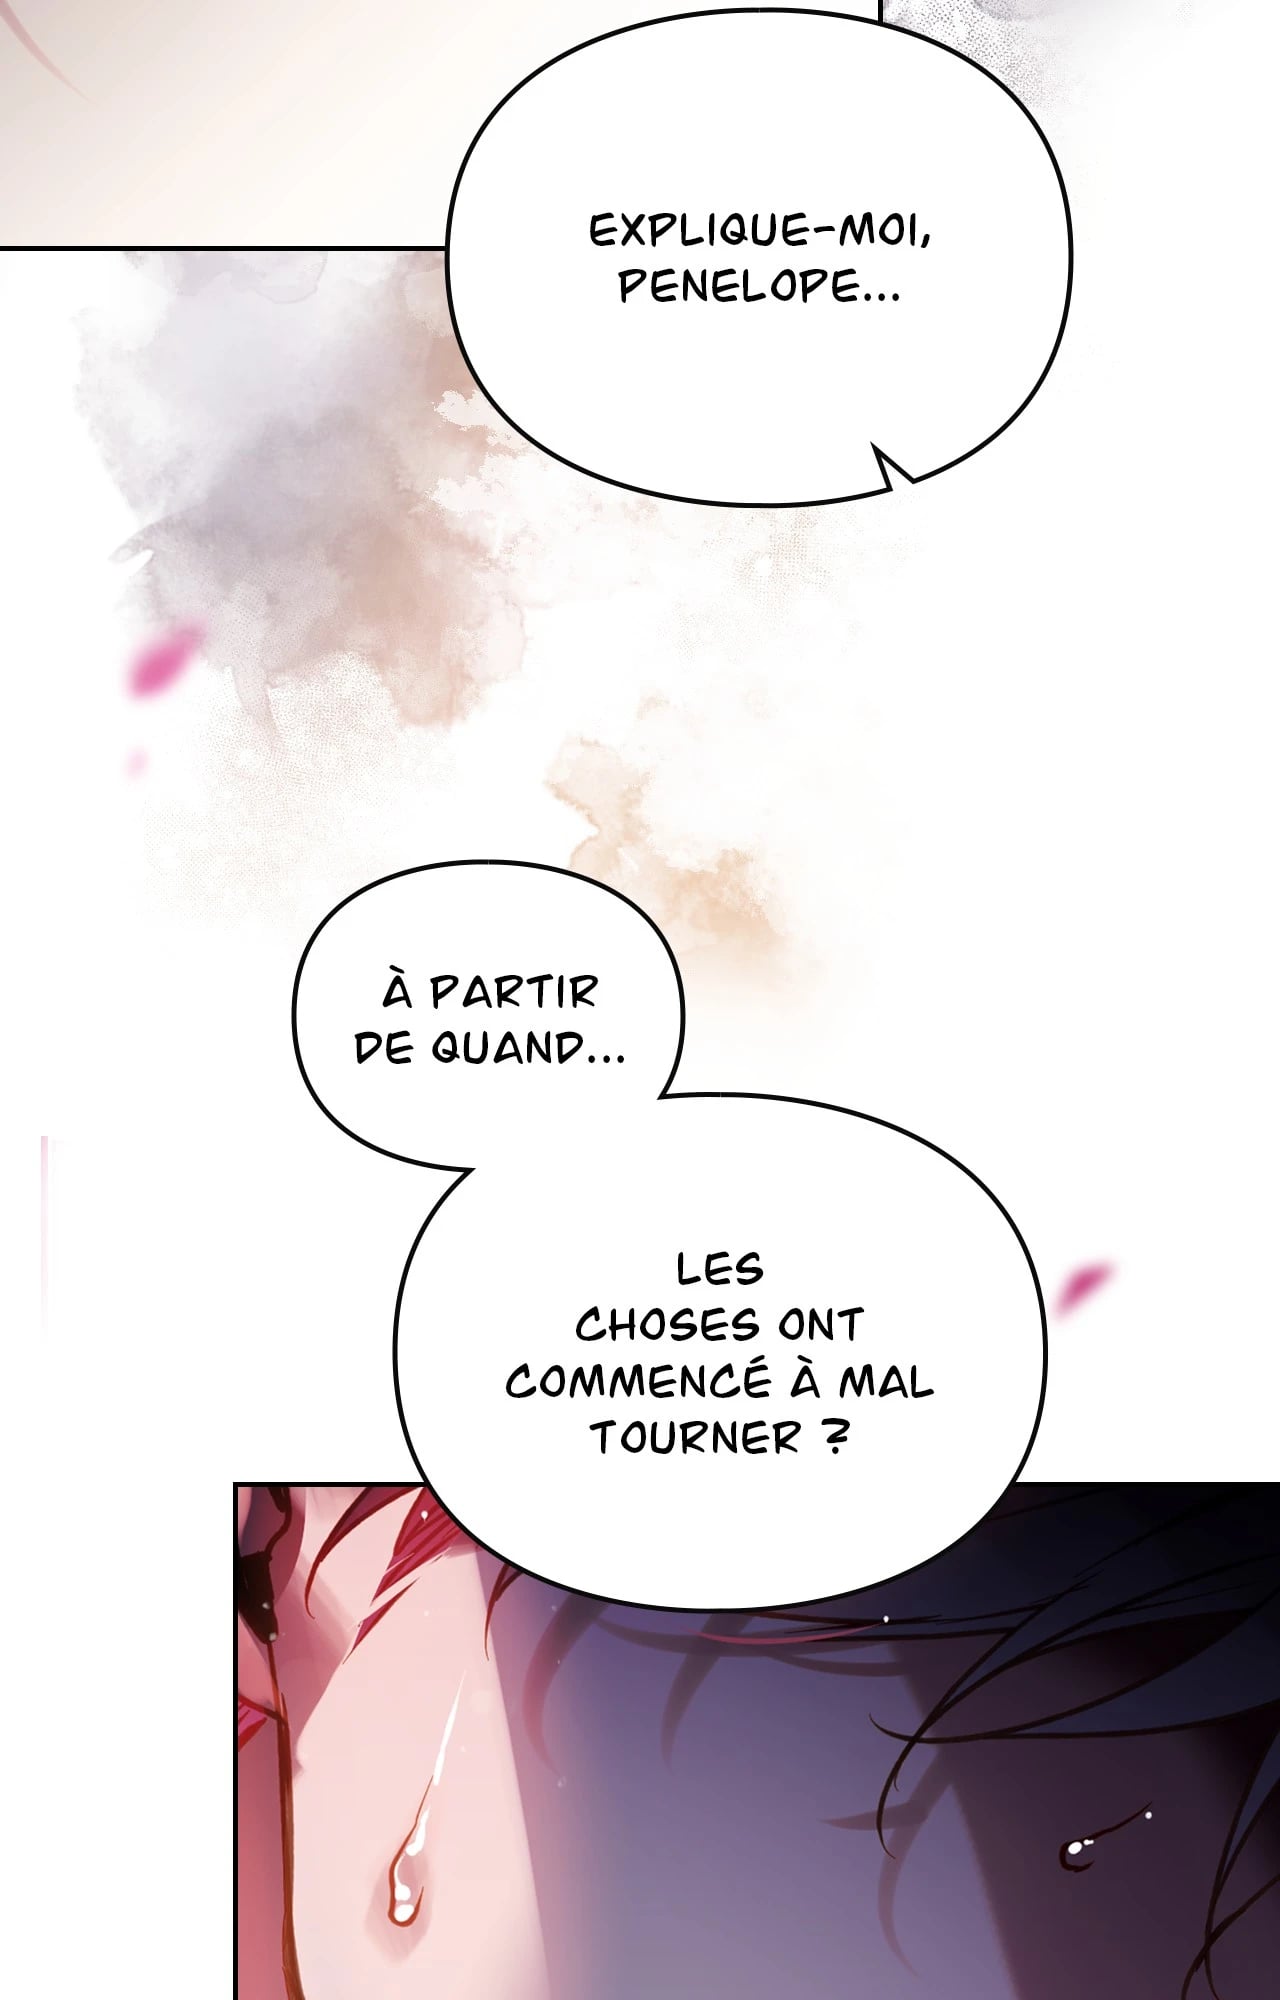 EXPLIQUE-MOI,
PENELOPE...
À PARTIR
DE QUAND...
LES
CHOSES ONT
COMMENCÉ À MAL
TOURNER ?